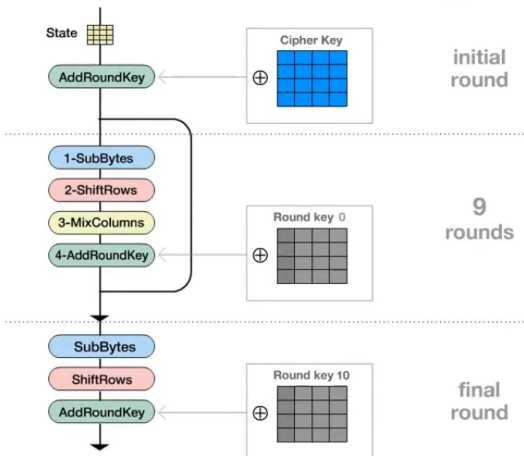 State
Cipher Key
AddRoundKey
initial
round
1-SubBytes
2-ShiftRows
3-MixColumns
4-AddRoundKey
Round key 0
9
rounds
SubBytes
ShiftRows
AddRoundKey
Round key 10
final
round